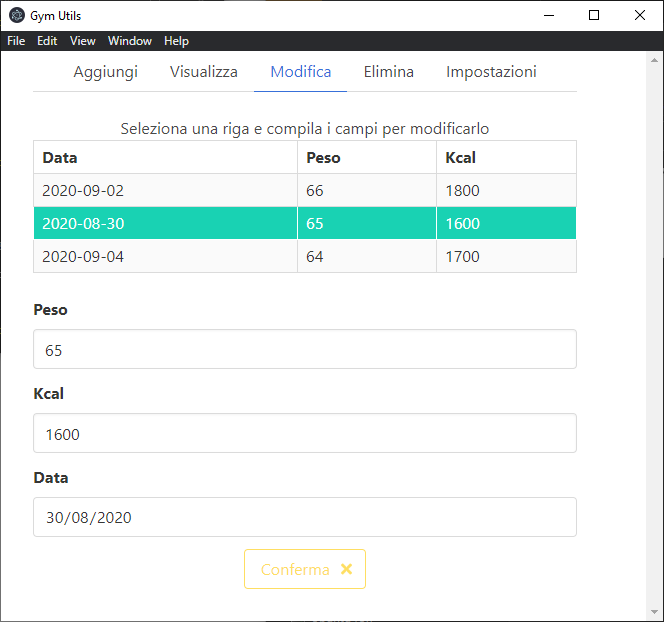 Gym Utils
File Edit View Window Help
Aggiungi Visualizza Modifica Elimina Impostazioni
Seleziona una riga e compila i campi per modificarlo
Data Peso Kcal
2020-09-02 66 1800
2020-08-30 65 1600
2020-09-04 64 1700
Peso
65
Kcal
1600
Data
30/08/2020
Conferma